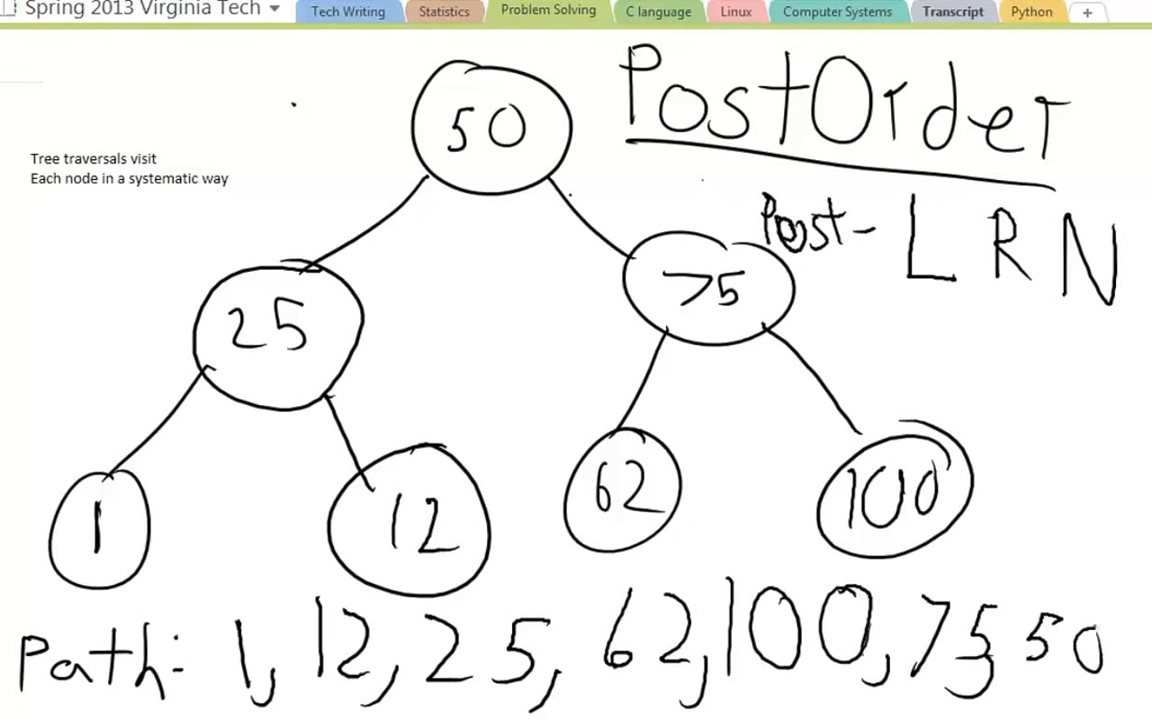 Spring 2013 Virginia Tech
Tech Writing Statistics Problem Solving C language Linux Computer Systems Transcript Python +
PostOrder
50
Tree traversals visit
Each node in a systematic way
Post- L R N
75
25
62
100
1
12
Path: 1, 12, 25, 62, 100, 75, 50